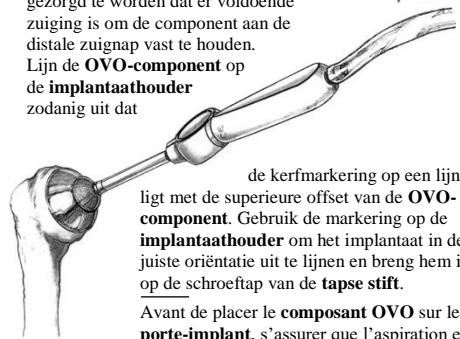 gezorgd te worden dat er voldoende
zuiging is om de component aan de
distale zuignap vast te houden.
Lijn de OVO-component op
de implantaathouder
zodanig uit dat
de kerfmarkering op een lijn
ligt met de superieure offset van de OVO-
component. Gebruik de markering op de
implantaathouder om het implantaat in de
juiste oriëntatie uit te lijnen en breng hem
op de schroeftap van de tapse stift.
Avant de placer le composant OVO sur le
porte-implant, s'assurer que l'aspiration